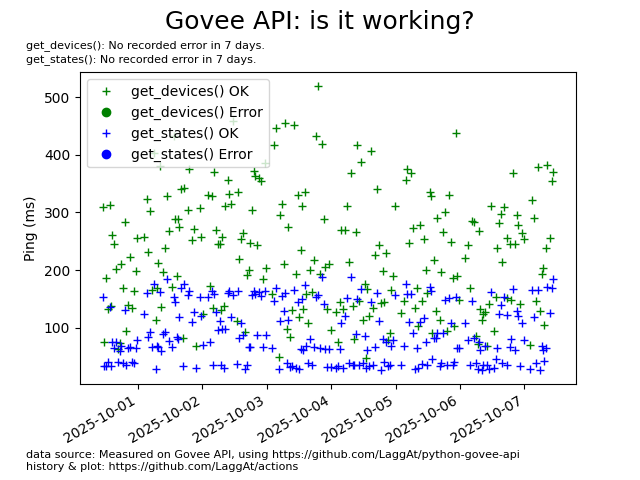 Govee API: is it working?
get_devices(): No recorded error in 7 days.
get_states(): No recorded error in 7 days.
get_devices() OK
get_devices() Error
get_states() OK
get_states() Error
Ping (ms)
500
400
300
200
100
2025-10-01
2025-10-02
2025-10-03
2025-10-04
2025-10-05
2025-10-06
2025-10-07
data source: Measured on Govee API, using https://github.com/LaggAt/python-govee-api
history & plot: https://github.com/LaggAt/actions